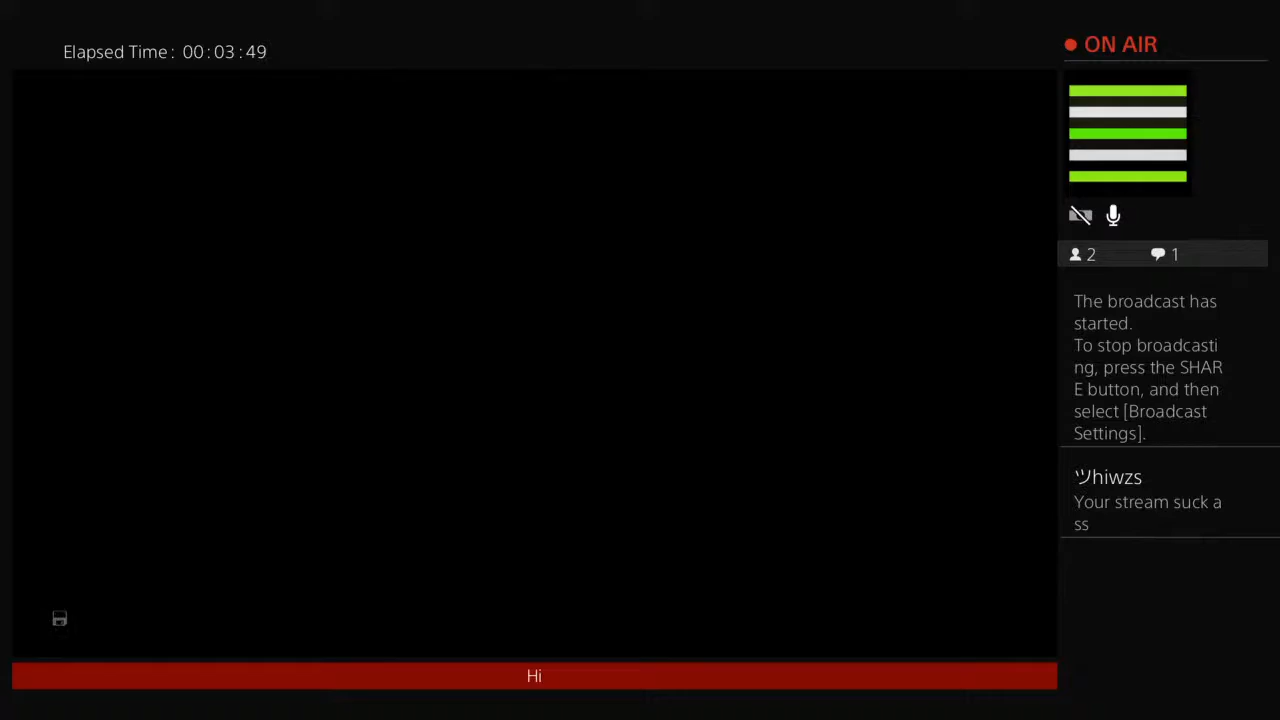 Elapsed Time: 00:03:49
ON AIR
2 1
The broadcast has
started.
To stop broadcasti
ng, press the SHAR
E button, and then
select [Broadcast
Settings].
ツhiwzs
Your stream suck a
ss
Hi